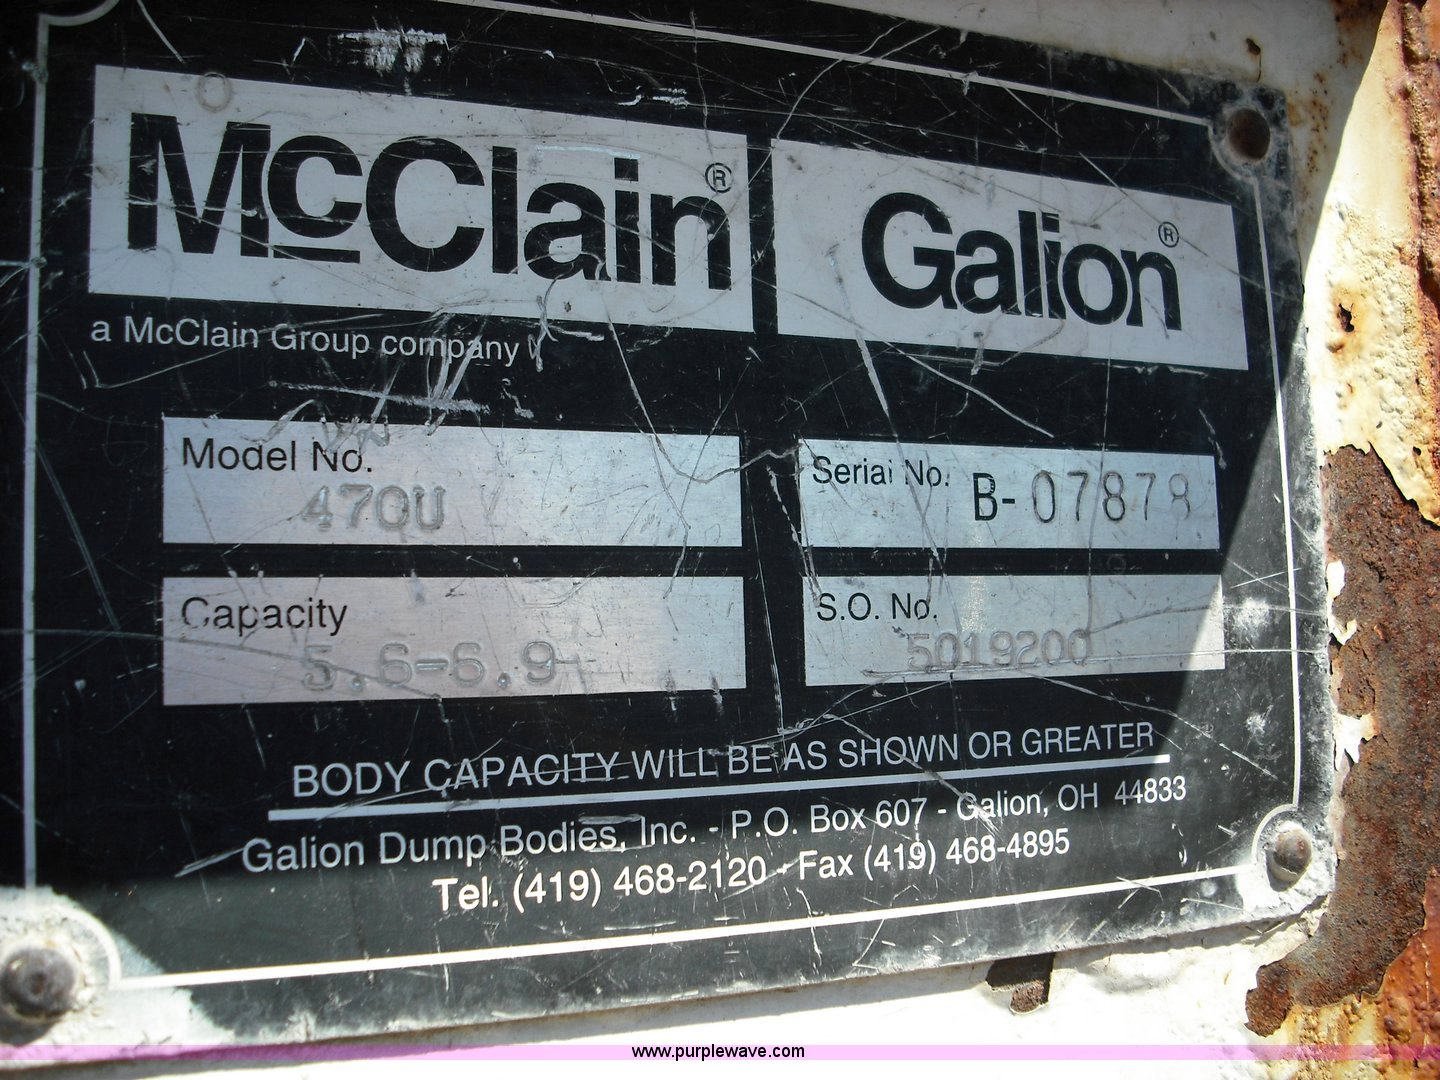 McClain® Galion®
a McClain Group company
Model No. Serial No. B-07878
470U
Capacity S.O. No.
5.6-6.9 5019200
BODY CAPACITY WILL BE AS SHOWN OR GREATER
Galion Dump Bodies, Inc. - P.O. Box 607 - Galion, OH 44833
Tel. (419) 468-2120 - Fax (419) 468-4895
www.purplewave.com